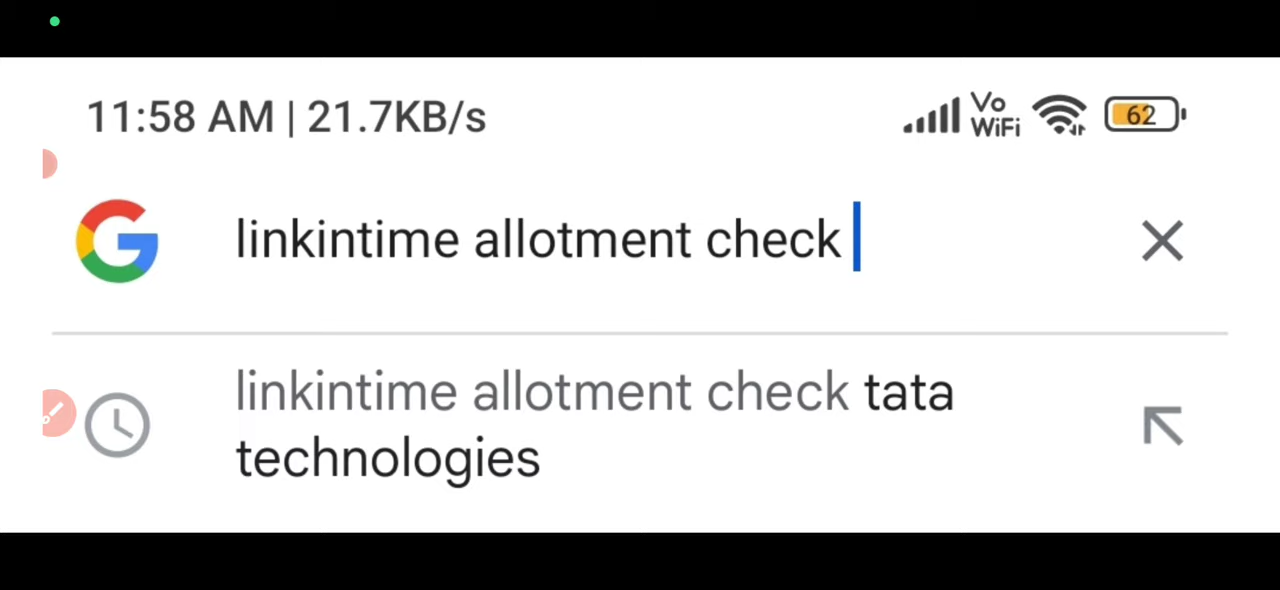 11:58 AM | 21.7KB/s Vo WiFi 62
linkintime allotment check
linkintime allotment check tata
technologies